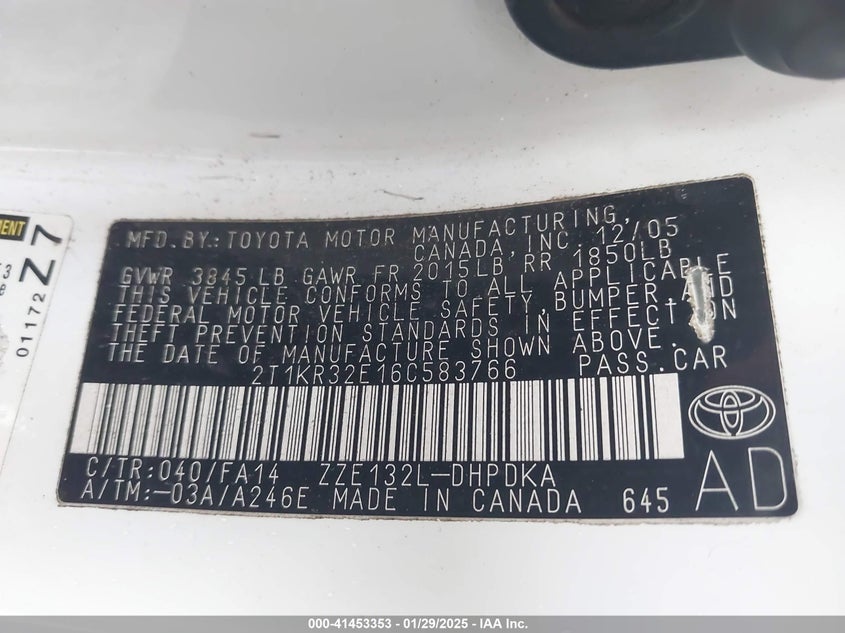 MENT
Z7
01172
MFD. BY: TOYOTA MOTOR MANUFACTURING,
CANADA, INC. 12/05
GVWR 3845 LB GAWR FR 2015LB RR 1850LB
THIS VEHICLE CONFORMS TO ALL APPLICABLE
FEDERAL MOTOR VEHICLE SAFETY, BUMPER, AND
THEFT PREVENTION STANDARDS IN EFFECT ON
THE DATE OF MANUFACTURE SHOWN ABOVE.
2T1KR32E16C583766 PASS. CAR
C/TR: 040/FA14 ZZE132L-DHPDKA
A/TM:-03A/A246E MADE IN CANADA 645
AD
000-41453353 - 01/29/2025 - IAA Inc.